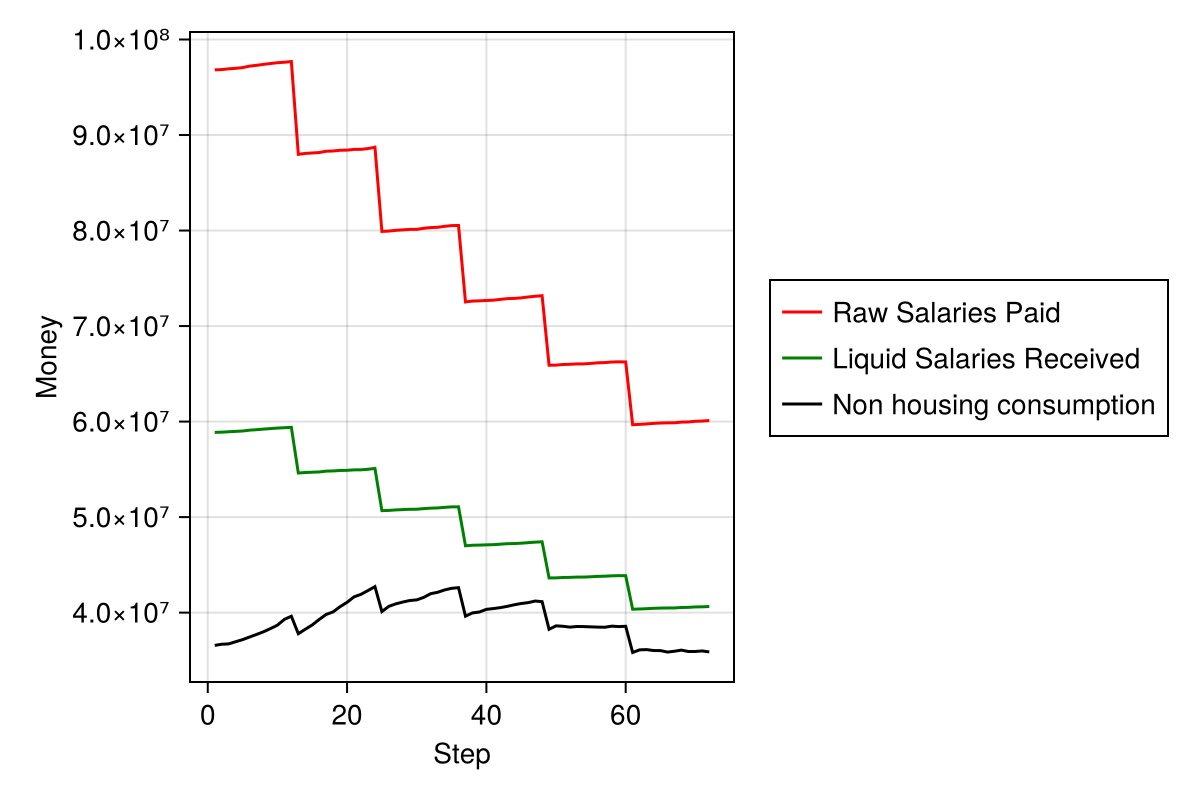 1.0×10⁸
9.0×10⁷
8.0×10⁷
7.0×10⁷
6.0×10⁷
5.0×10⁷
4.0×10⁷
Money
0 20 40 60
Step
Raw Salaries Paid
Liquid Salaries Received
Non housing consumption